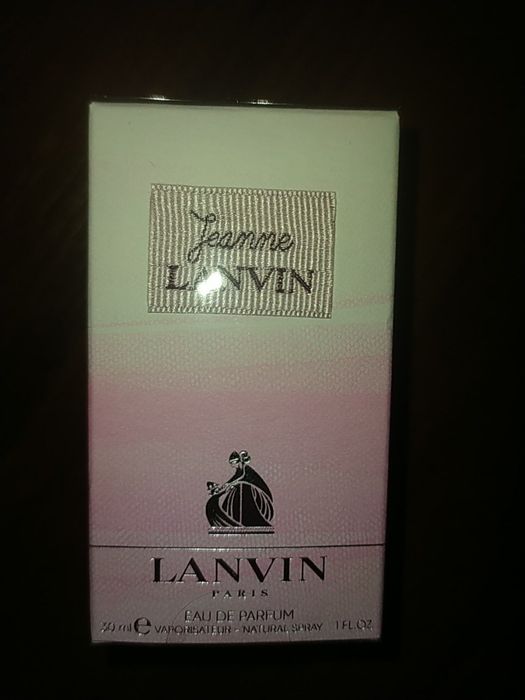 Jeanne
LANVIN
LANVIN
PARIS
EAU DE PARFUM
30 ml e VAPORISATEUR - NATURAL SPRAY 1 FL.OZ